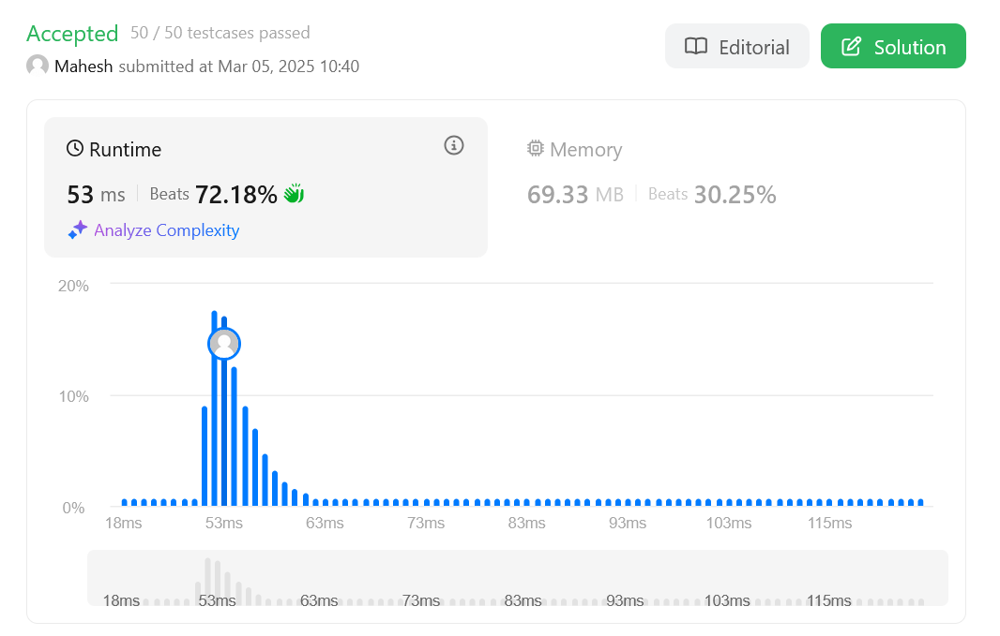 Accepted 50 / 50 testcases passed
Editorial
Solution
Mahesh submitted at Mar 05, 2025 10:40
Runtime
Memory
53 ms Beats 72.18%
69.33 MB Beats 30.25%
Analyze Complexity
20%
10%
0%
18ms 53ms 63ms 73ms 83ms 93ms 103ms 115ms
18ms 53ms 63ms 73ms 83ms 93ms 103ms 115ms